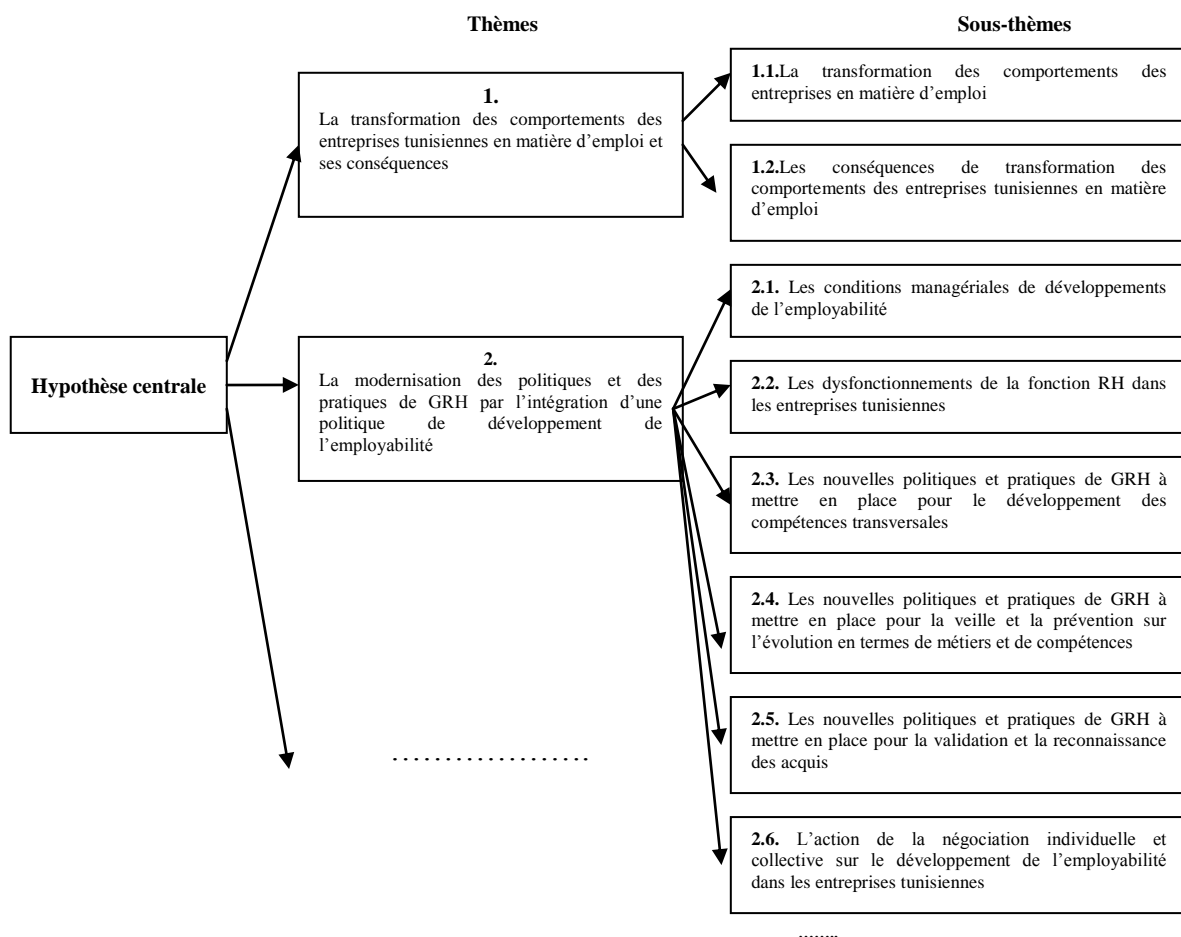 Thèmes
Sous-thèmes
1.
La transformation des comportements des
entreprises tunisiennes en matière d'emploi et
ses conséquences
1.1.La transformation des comportements des
entreprises en matière d'emploi
1.2.Les conséquences de transformation des
comportements des entreprises tunisiennes en matière
d'emploi
Hypothèse centrale
2.
La modernisation des politiques et des
pratiques de GRH par l'intégration d'une
politique de développement de
l'employabilité
2.1. Les conditions managériales de développements
de l'employabilité
2.2. Les dysfonctionnements de la fonction RH dans
les entreprises tunisiennes
2.3. Les nouvelles politiques et pratiques de GRH à
mettre en place pour le développement des
compétences transversales
2.4. Les nouvelles politiques et pratiques de GRH à
mettre en place pour la veille et la prévention sur
l'évolution en termes de métiers et de compétences
2.5. Les nouvelles politiques et pratiques de GRH à
mettre en place pour la validation et la reconnaissance
des acquis
2.6. L'action de la négociation individuelle et
collective sur le développement de l'employabilité
dans les entreprises tunisiennes
...................
........